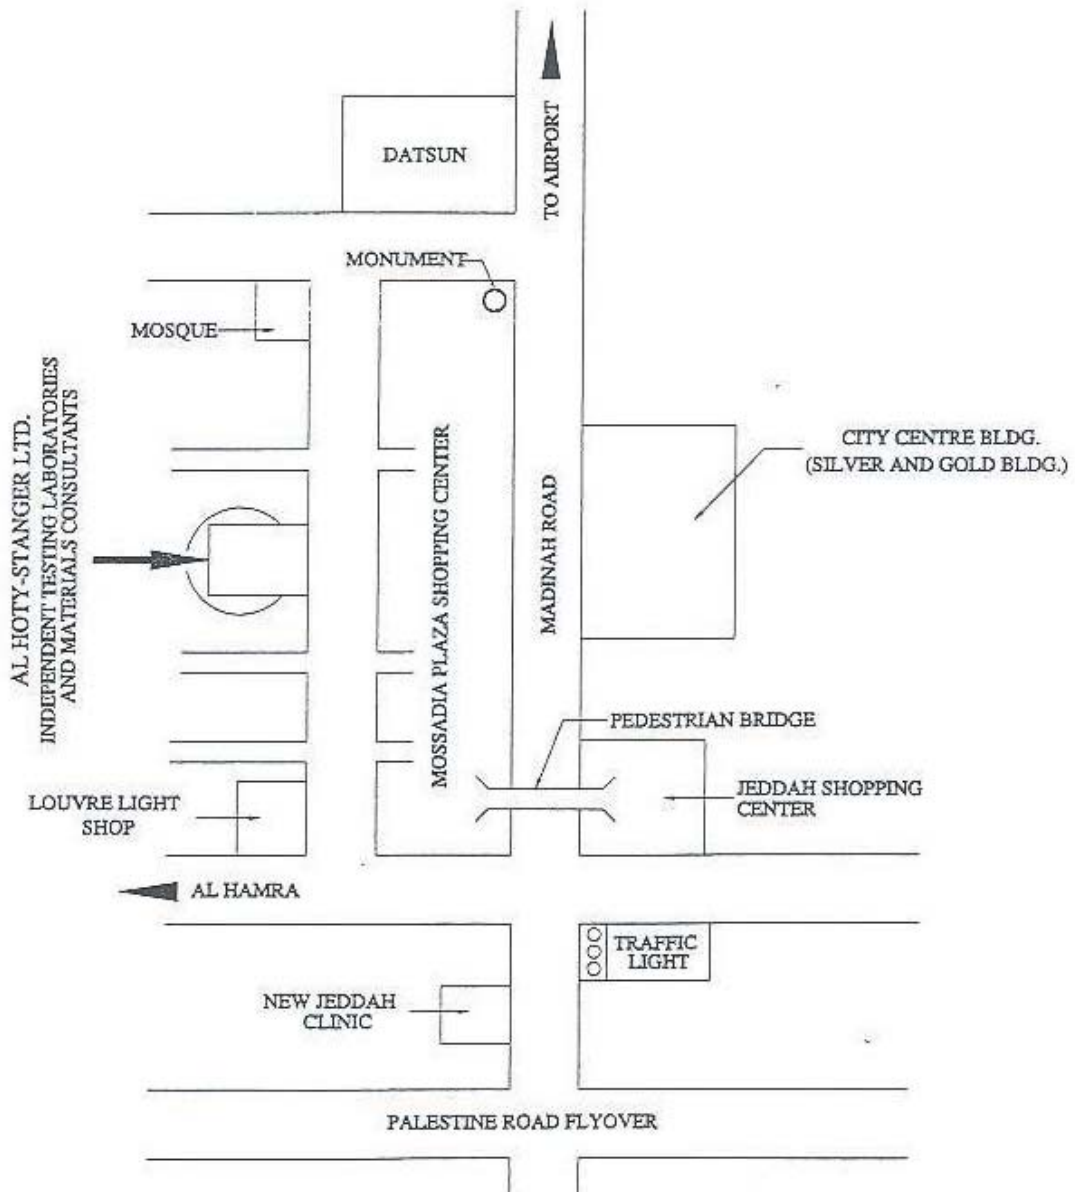 TO AIRPORT
DATSUN
MONUMENT
MOSQUE
AL HOTY-STANGER LTD.
INDEPENDENT TESTING LABORATORIES
AND MATERIALS CONSULTANTS
MOSSADIA PLAZA SHOPPING CENTER
MADINAH ROAD
CITY CENTRE BLDG.
(SILVER AND GOLD BLDG.)
PEDESTRIAN BRIDGE
JEDDAH SHOPPING
CENTER
LOUVRE LIGHT
SHOP
AL HAMRA
TRAFFIC
LIGHT
NEW JEDDAH
CLINIC
PALESTINE ROAD FLYOVER